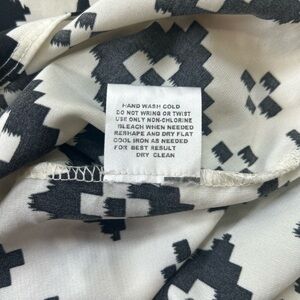 HAND WASH COLD
DO NOT WRING OR TWIST
USE ONLY NON-CHLORINE
BLEACH WHEN NEEDED
RESHAPE AND DRY FLAT
COOL IRON AS NEEDED
FOR BEST RESULT
DRY CLEAN